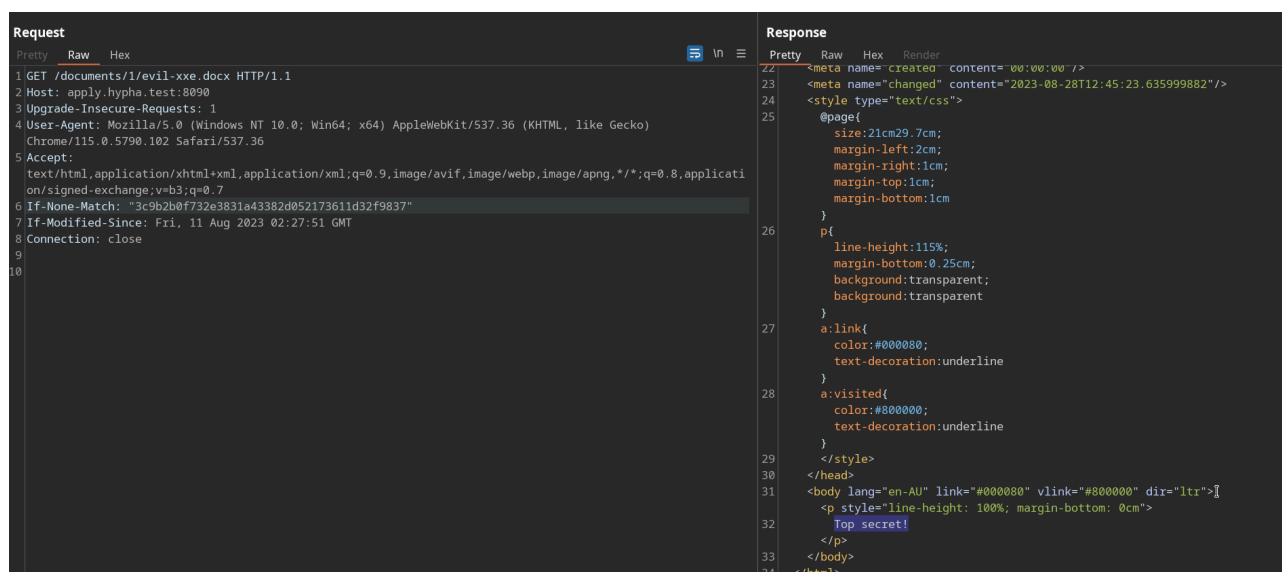 Request
Pretty Raw Hex
\n
1 GET /documents/1/evil-xxe.docx HTTP/1.1
2 Host: apply.hypha.test:8090
3 Upgrade-Insecure-Requests: 1
4 User-Agent: Mozilla/5.0 (Windows NT 10.0; Win64; x64) AppleWebKit/537.36 (KHTML, like Gecko)
Chrome/115.0.5790.102 Safari/537.36
5 Accept:
text/html,application/xhtml+xml,application/xml;q=0.9,image/avif,image/webp,image/apng,*/*;q=0.8,applicati
on/signed-exchange;v=b3;q=0.7
6 If-None-Match: "3c9b2b0f732e3831a43382d052173611d32f9837"
7 If-Modified-Since: Fri, 11 Aug 2023 02:27:51 GMT
8 Connection: close
9
10
Response
Pretty Raw Hex Render
22 <meta name="created" content="00:00:00"/>
23 <meta name="changed" content="2023-08-28T12:45:23.635999882"/>
24 <style type="text/css">
25 @page{
size:21cm29.7cm;
margin-left:2cm;
margin-right:1cm;
margin-top:1cm;
margin-bottom:1cm
}
26 p{
line-height:115%;
margin-bottom:0.25cm;
background:transparent;
background:transparent
}
27 a:link{
color:#000080;
text-decoration:underline
}
28 a:visited{
color:#800000;
text-decoration:underline
}
29 </style>
30 </head>
31 <body lang="en-AU" link="#000080" vlink="#800000" dir="ltr">
<p style="line-height: 100%; margin-bottom: 0cm">
32 Top secret!
</p>
33 </body>
34 </html>